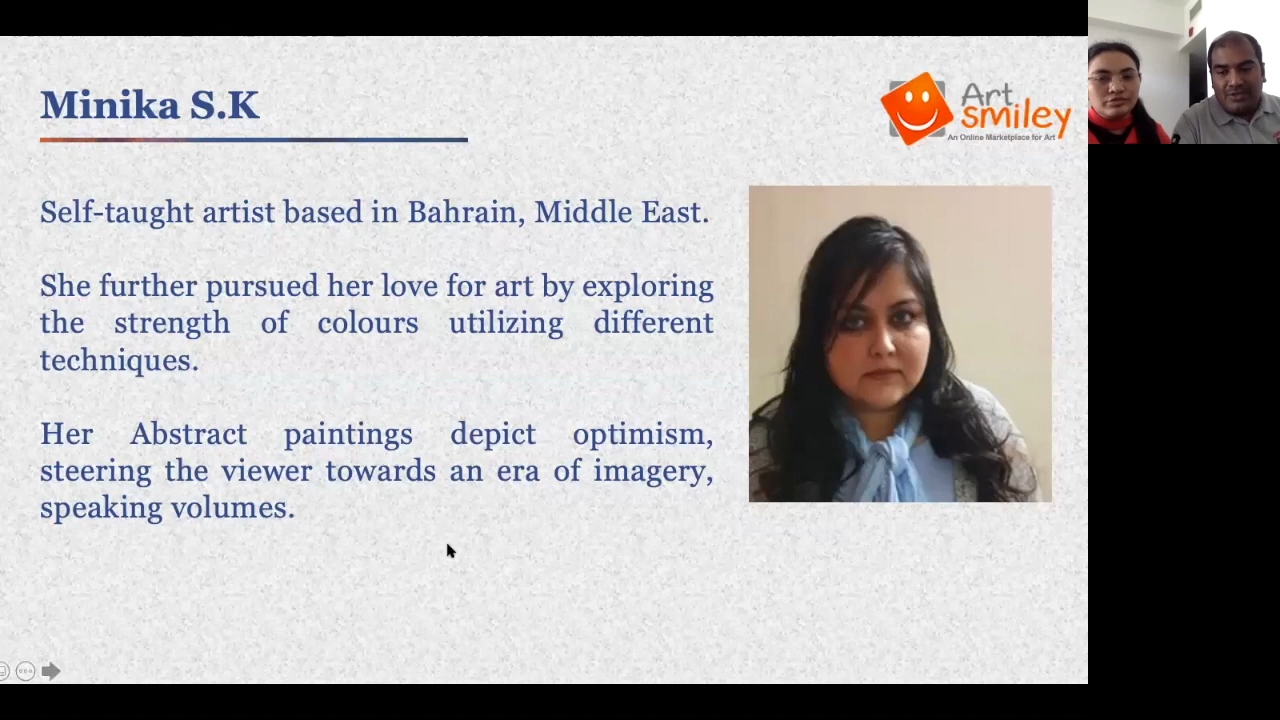 Minika S.K
Art
smiley
An Online Marketplace for Art
Self-taught artist based in Bahrain, Middle East.
She further pursued her love for art by exploring
the strength of colours utilizing different
techniques.
Her Abstract paintings depict optimism,
steering the viewer towards an era of imagery,
speaking volumes.